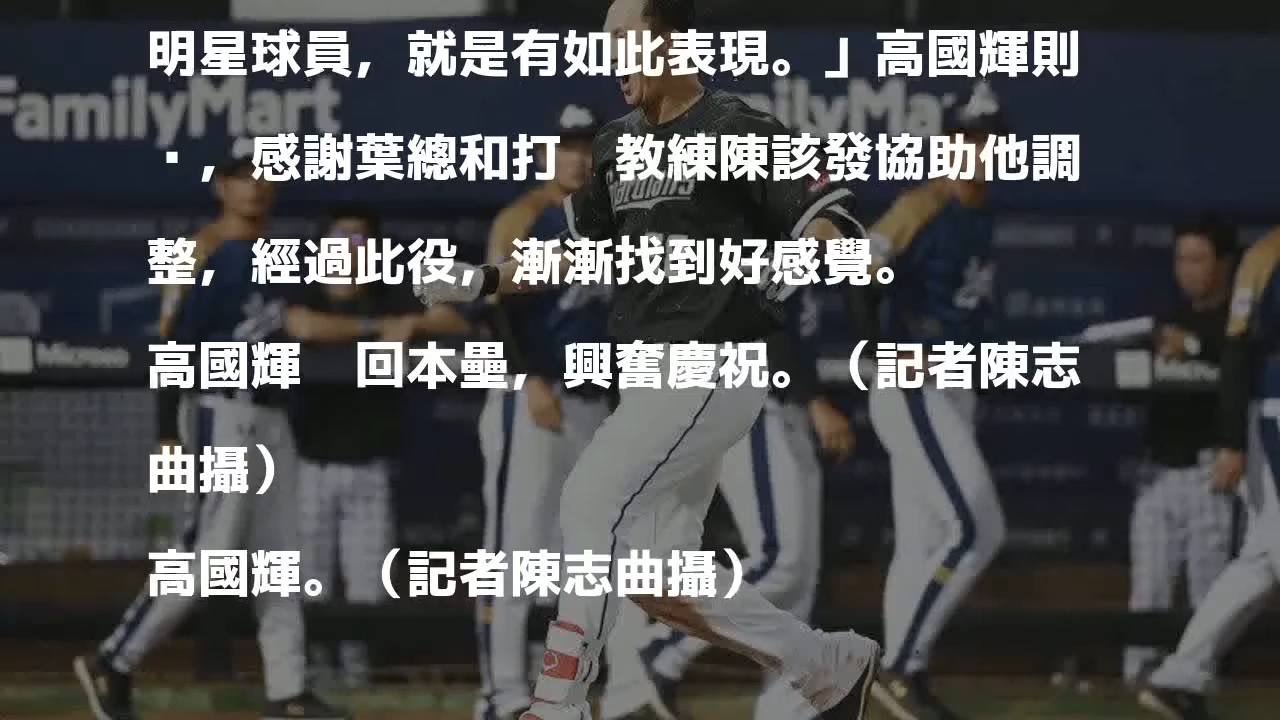 明星球員，就是有如此表現。」高國輝則
▪，感謝葉總和打　教練陳該發協助他調
整，經過此役，漸漸找到好感覺。
高國輝　回本壘，興奮慶祝。（記者陳志
曲攝）
高國輝。（記者陳志曲攝）
FamilyMart
FamilyMart
Guardians